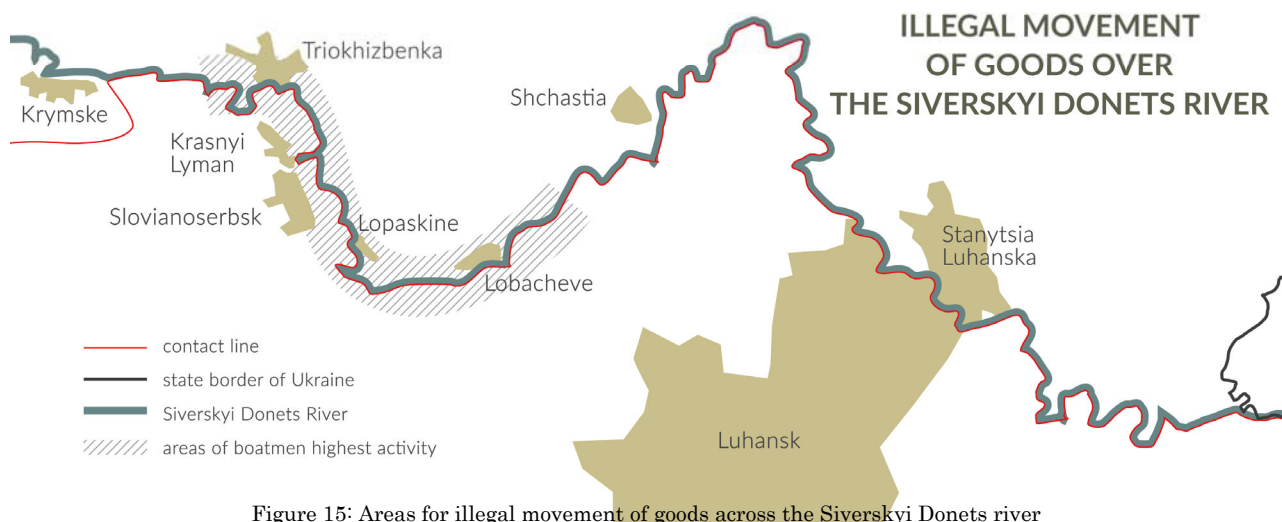 ILLEGAL MOVEMENT
OF GOODS OVER
THE SIVERSKYI DONETS RIVER
Triokhizbenka
Krymske
Shchastia
Krasnyi
Lyman
Slovianoserbsk
Lopaskine
Lobacheve
Stanytsia
Luhanska
Luhansk
contact line
state border of Ukraine
Siverskyi Donets River
areas of boatmen highest activity
Figure 15: Areas for illegal movement of goods across the Siverskyi Donets river